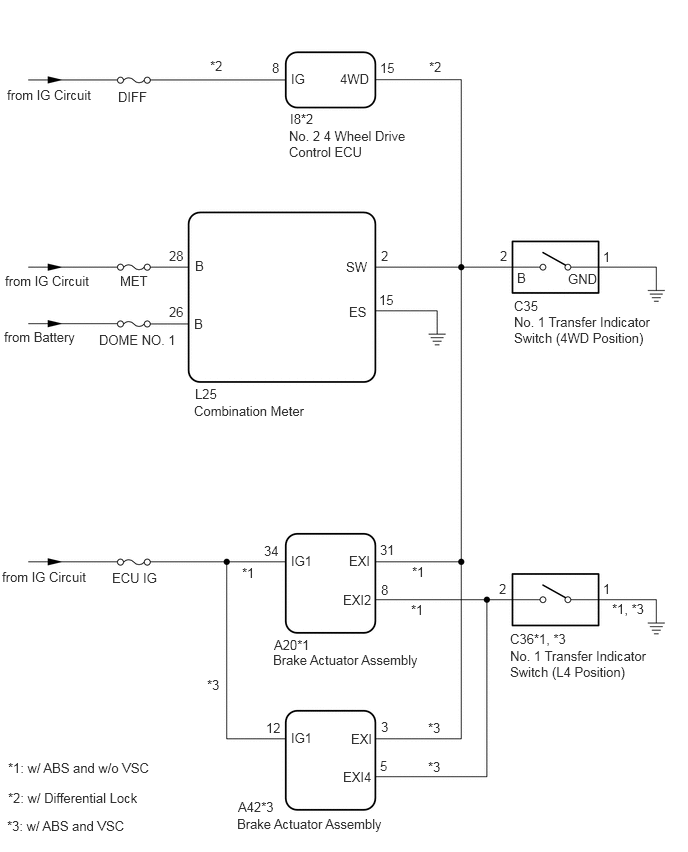 *2
8
IG
4WD
15
*2
from IG Circuit
DIFF
I8*2
No. 2 4 Wheel Drive
Control ECU
28
B
SW
2
2
B
GND
1
from IG Circuit
MET
26
B
ES
15
from Battery
DOME NO. 1
C35
No. 1 Transfer Indicator
Switch (4WD Position)
L25
Combination Meter
34
IG1
EXI
31
*1
*1
from IG Circuit
ECU IG
EXI2
8
*1
2
1
*1, *3
A20*1
Brake Actuator Assembly
C36*1, *3
No. 1 Transfer Indicator
Switch (L4 Position)
*3
12
IG1
EXI
3
*3
EXI4
5
*3
A42*3
Brake Actuator Assembly
*1: w/ ABS and w/o VSC
*2: w/ Differential Lock
*3: w/ ABS and VSC